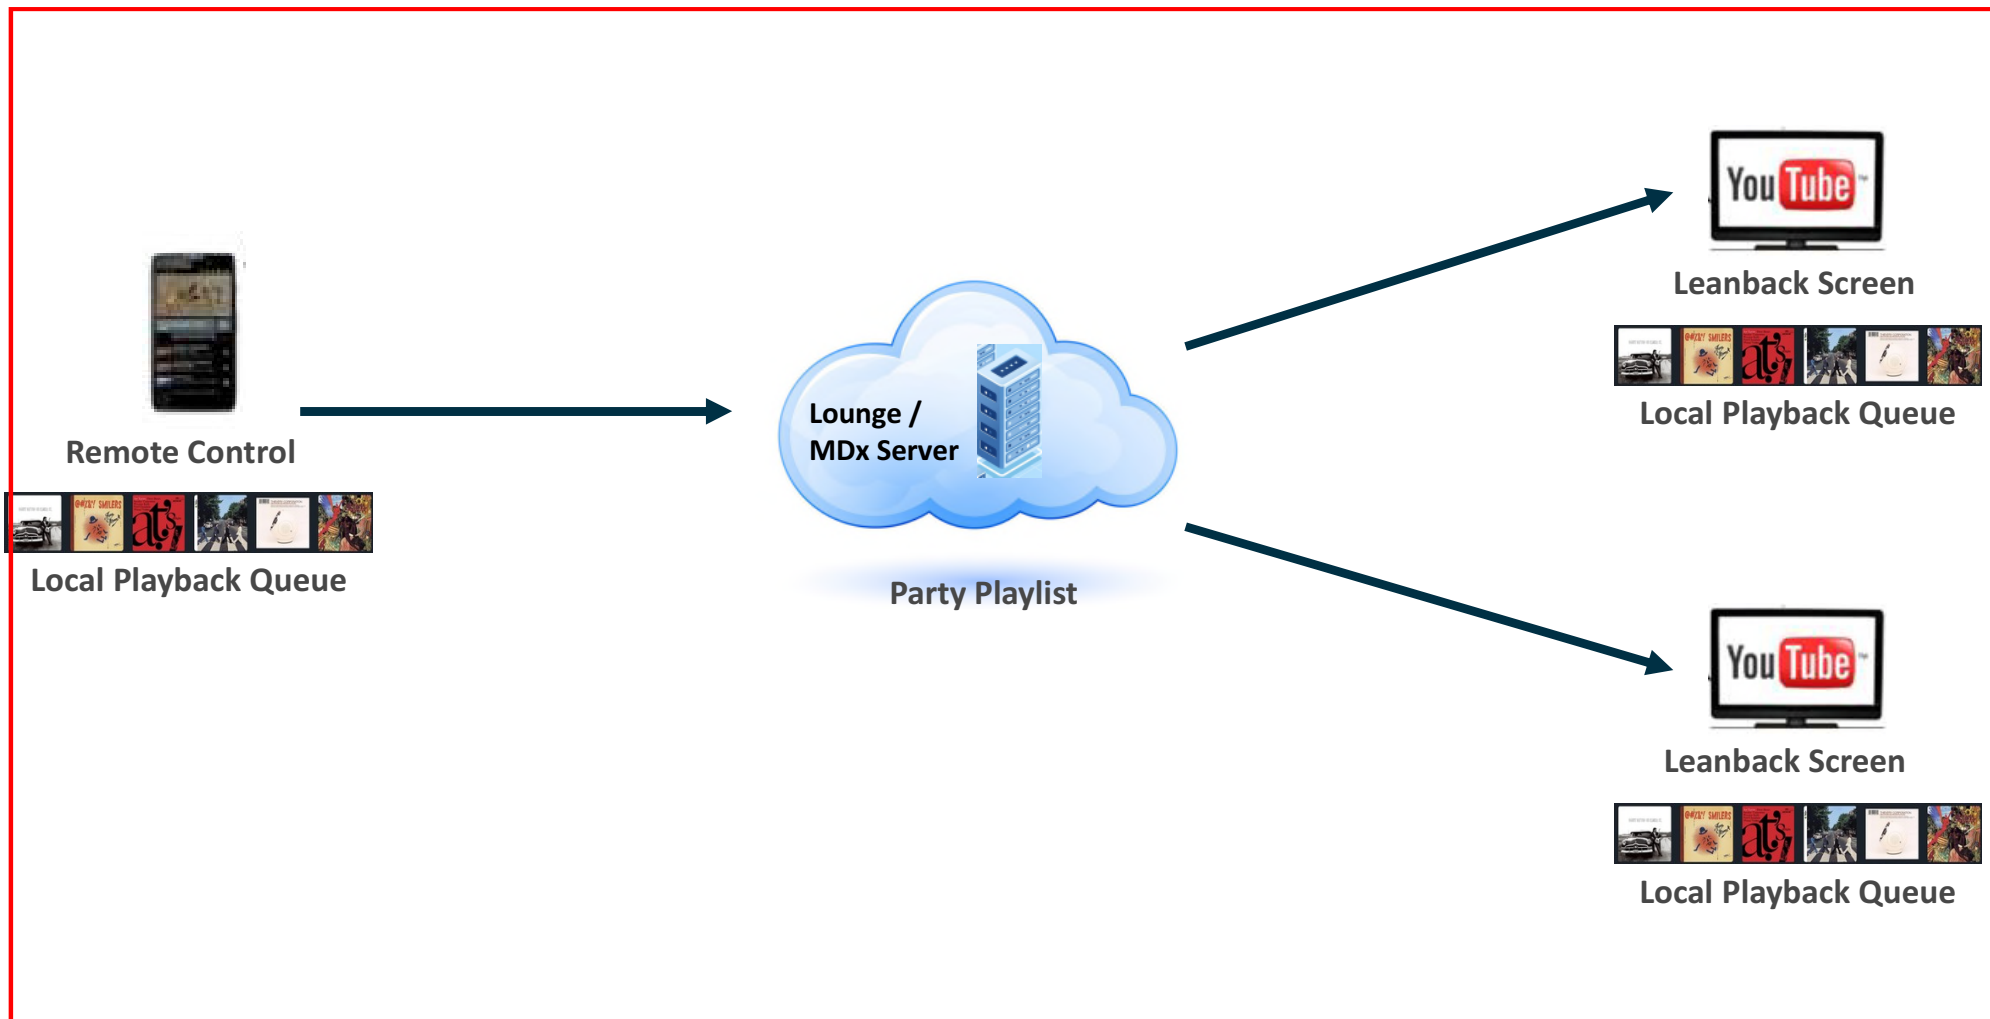 Remote Control
Local Playback Queue
Lounge /
MDx Server
Party Playlist
YouTube
Leanback Screen
Local Playback Queue
YouTube
Leanback Screen
Local Playback Queue